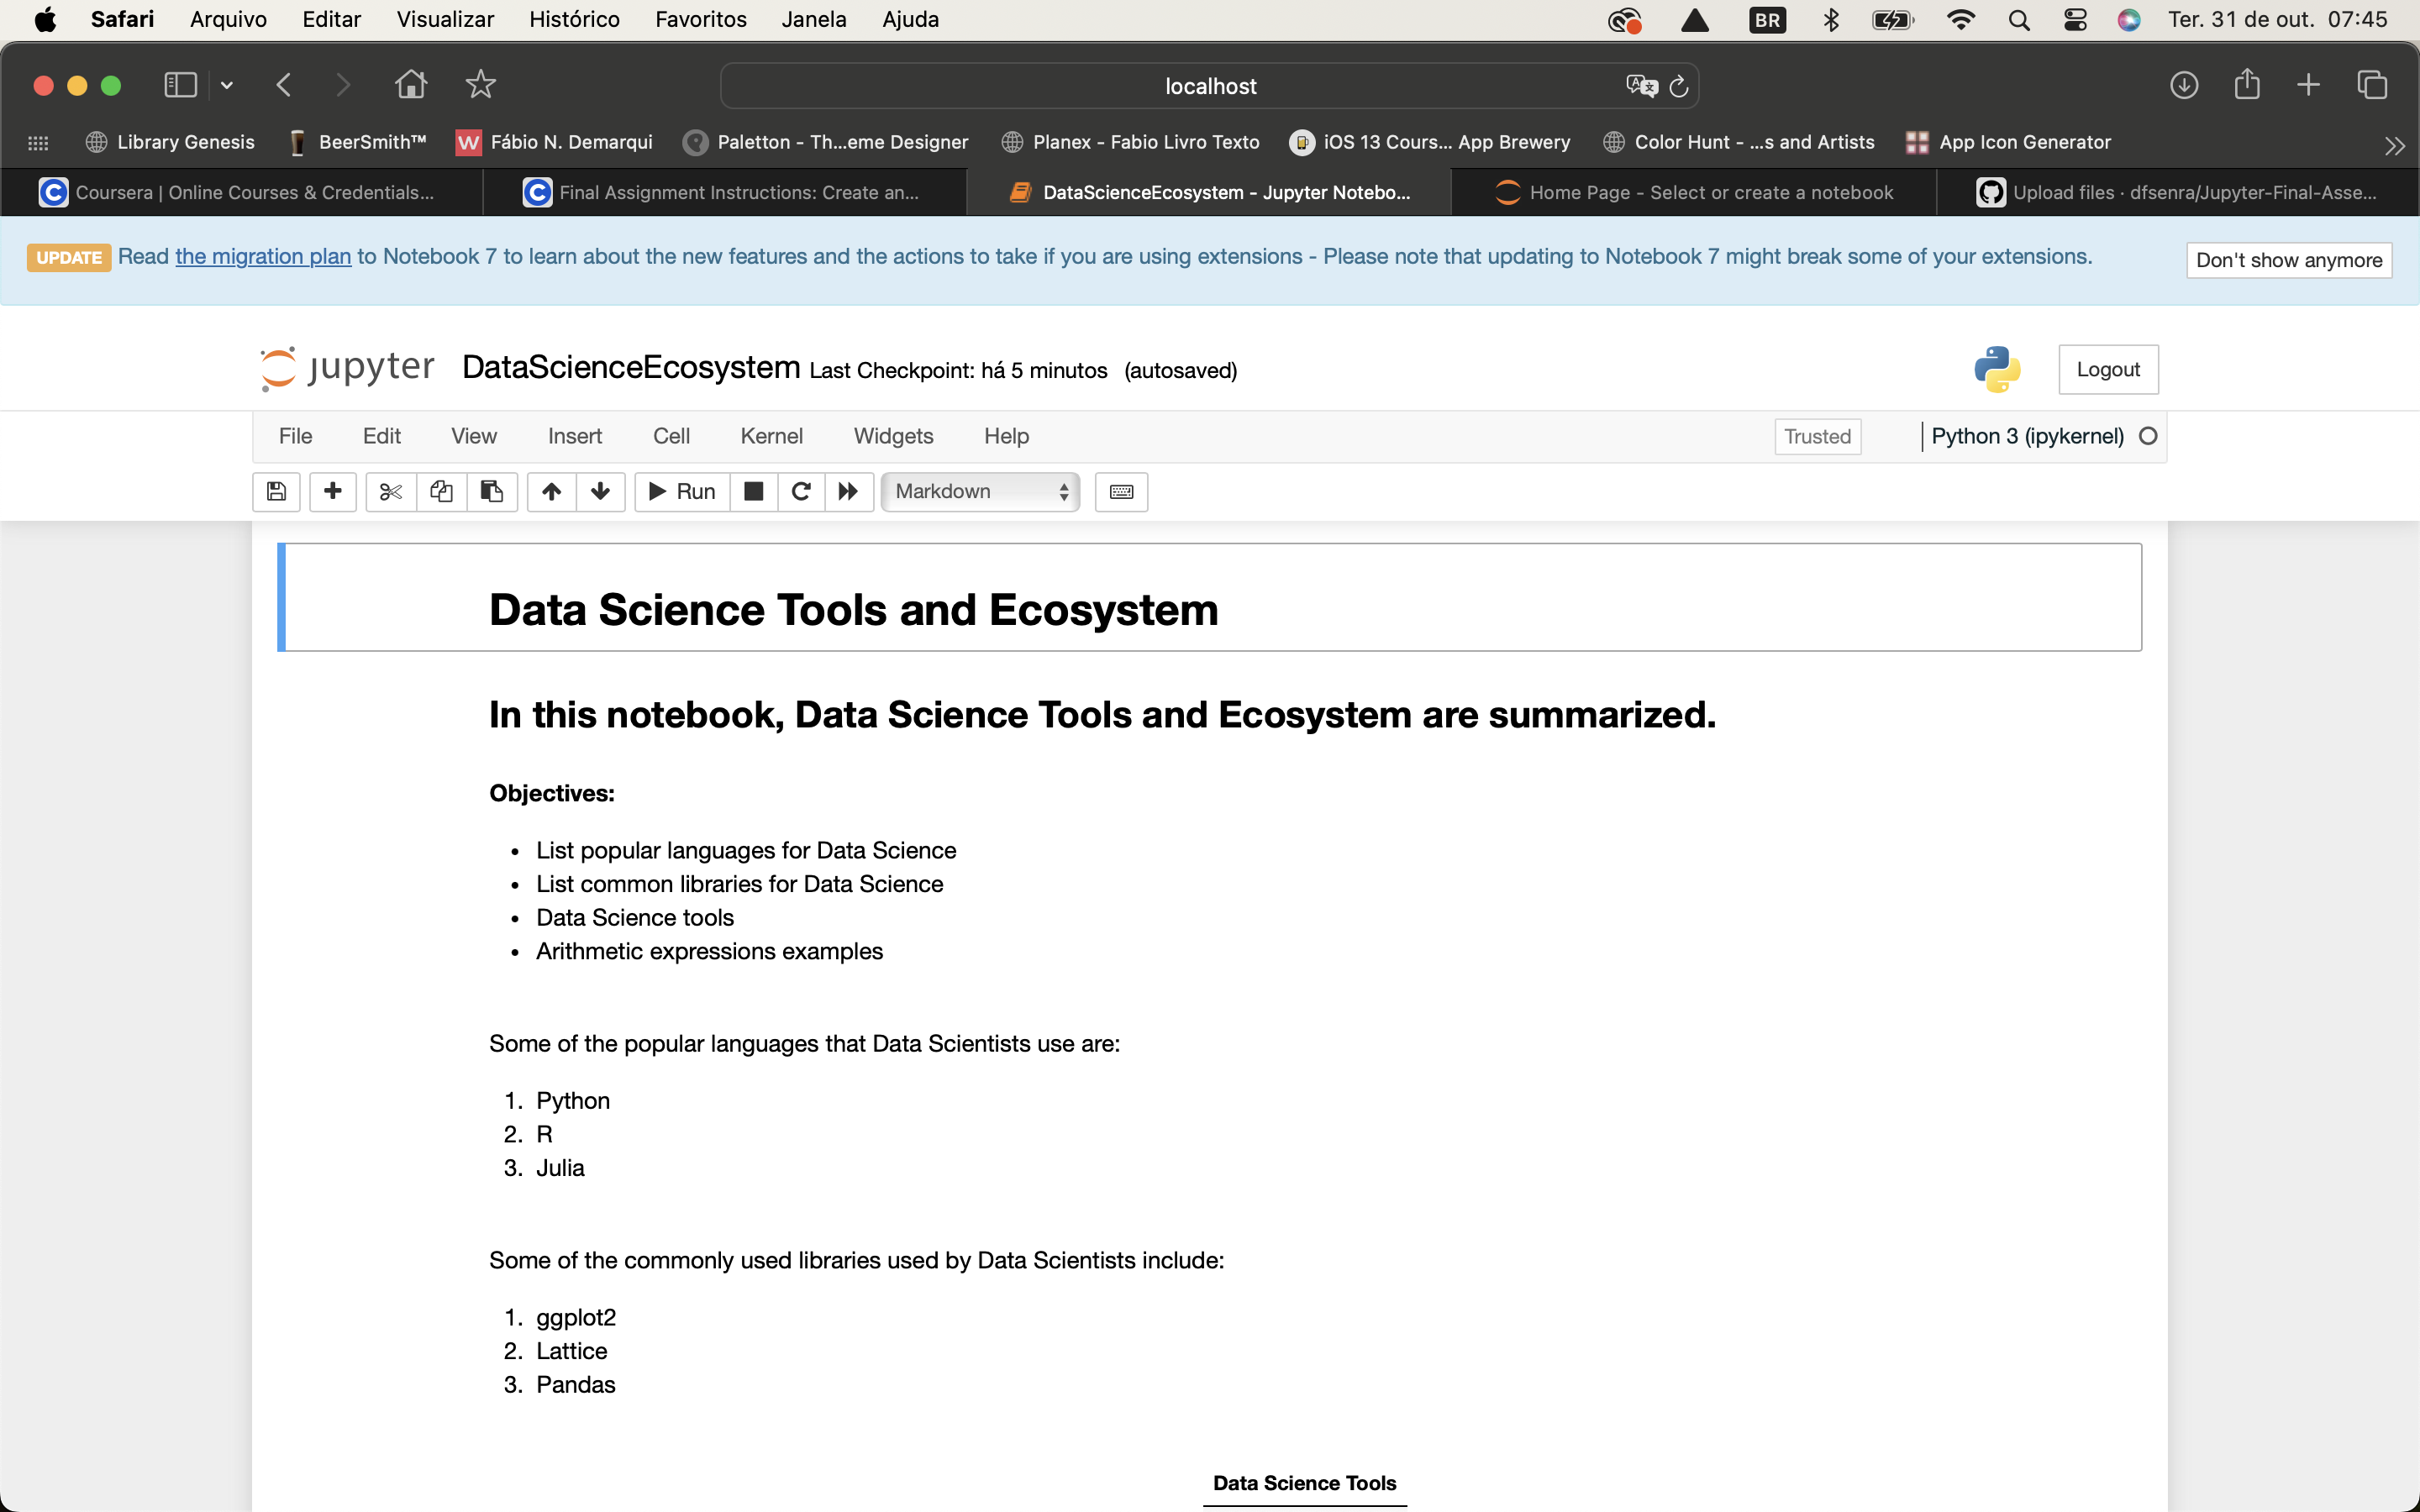 Safari Arquivo Editar Visualizar Histórico Favoritos Janela Ajuda BR Ter. 31 de out. 07:45
localhost
Library Genesis BeerSmith™ W Fábio N. Demarqui Paletton - Th...eme Designer Planex - Fabio Livro Texto iOS 13 Cours... App Brewery Color Hunt - ...s and Artists App Icon Generator
Coursera | Online Courses & Credentials... Final Assignment Instructions: Create an... DataScienceEcosystem - Jupyter Notebo... Home Page - Select or create a notebook Upload files · dfsenra/Jupyter-Final-Asse...
UPDATE Read the migration plan to Notebook 7 to learn about the new features and the actions to take if you are using extensions - Please note that updating to Notebook 7 might break some of your extensions. Don't show anymore
jupyter DataScienceEcosystem Last Checkpoint: há 5 minutos (autosaved) Logout
File Edit View Insert Cell Kernel Widgets Help Trusted Python 3 (ipykernel)
Run Markdown
Data Science Tools and Ecosystem
In this notebook, Data Science Tools and Ecosystem are summarized.
Objectives:
• List popular languages for Data Science
• List common libraries for Data Science
• Data Science tools
• Arithmetic expressions examples
Some of the popular languages that Data Scientists use are:
1. Python
2. R
3. Julia
Some of the commonly used libraries used by Data Scientists include:
1. ggplot2
2. Lattice
3. Pandas
Data Science Tools